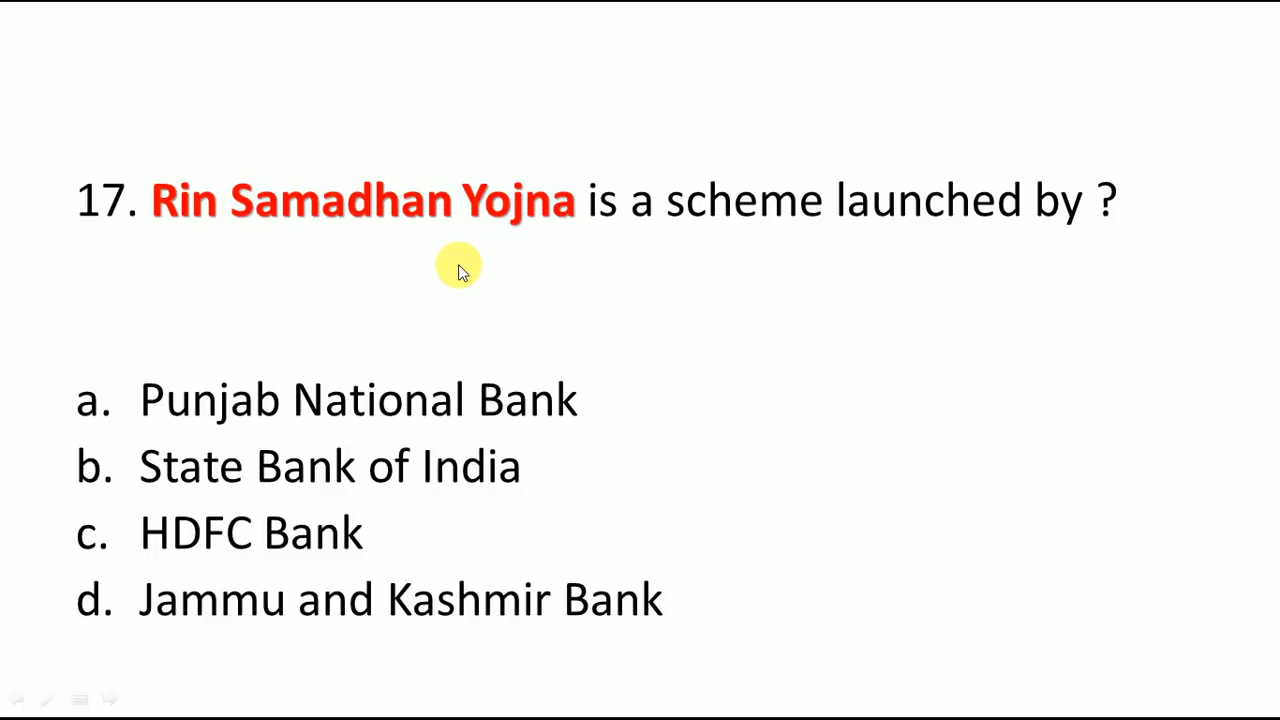 17. Rin Samadhan Yojna is a scheme launched by ?
a. Punjab National Bank
b. State Bank of India
c. HDFC Bank
d. Jammu and Kashmir Bank